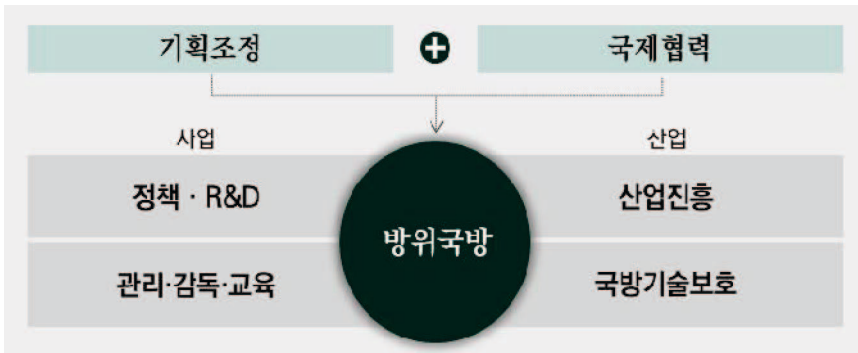 기획조정
국제협력
사업
산업
정책 · R&D
산업진흥
방위국방
관리·감독·교육
국방기술보호